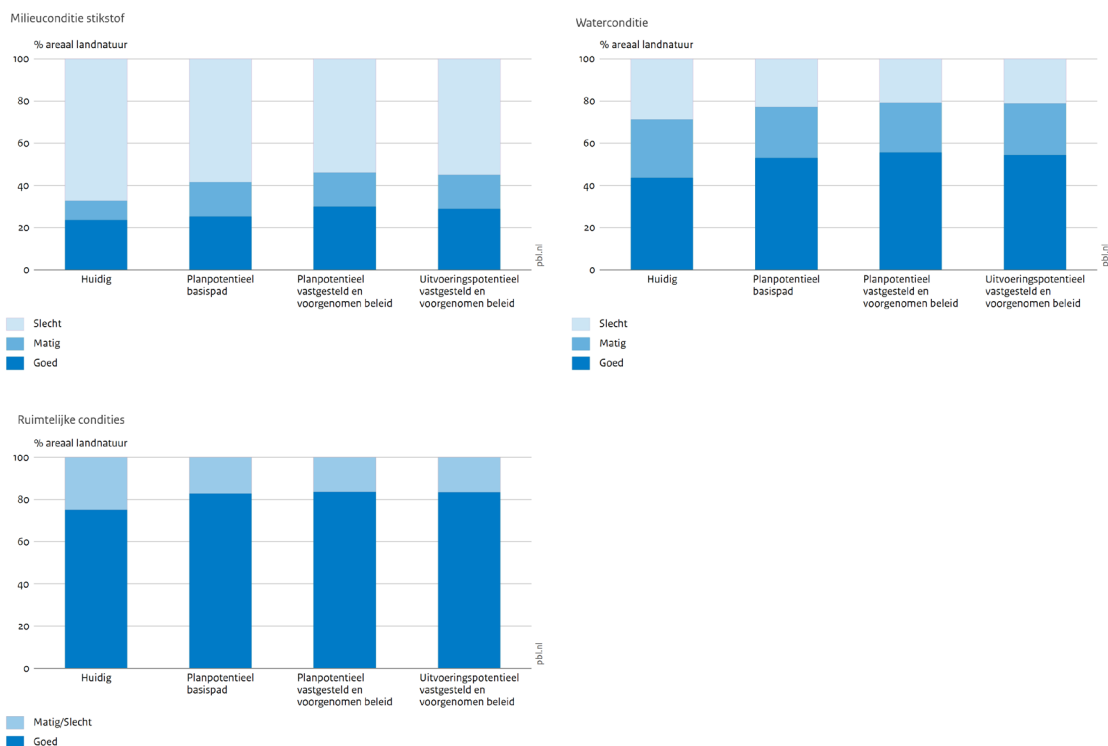 Milieuconditie stikstof
% areaal landnatuur
100
80
60
40
20
0
Huidig
Planpotentieel
basispad
Planpotentieel
vastgesteld en
voorgenomen beleid
Uitvoeringspotentieel
vastgesteld en
voorgenomen beleid
pbl.nl
Slecht
Matig
Goed
Waterconditie
% areaal landnatuur
100
80
60
40
20
0
Huidig
Planpotentieel
basispad
Planpotentieel
vastgesteld en
voorgenomen beleid
Uitvoeringspotentieel
vastgesteld en
voorgenomen beleid
pbl.nl
Slecht
Matig
Goed
Ruimtelijke condities
% areaal landnatuur
100
80
60
40
20
0
Huidig
Planpotentieel
basispad
Planpotentieel
vastgesteld en
voorgenomen beleid
Uitvoeringspotentieel
vastgesteld en
voorgenomen beleid
pbl.nl
Matig/Slecht
Goed